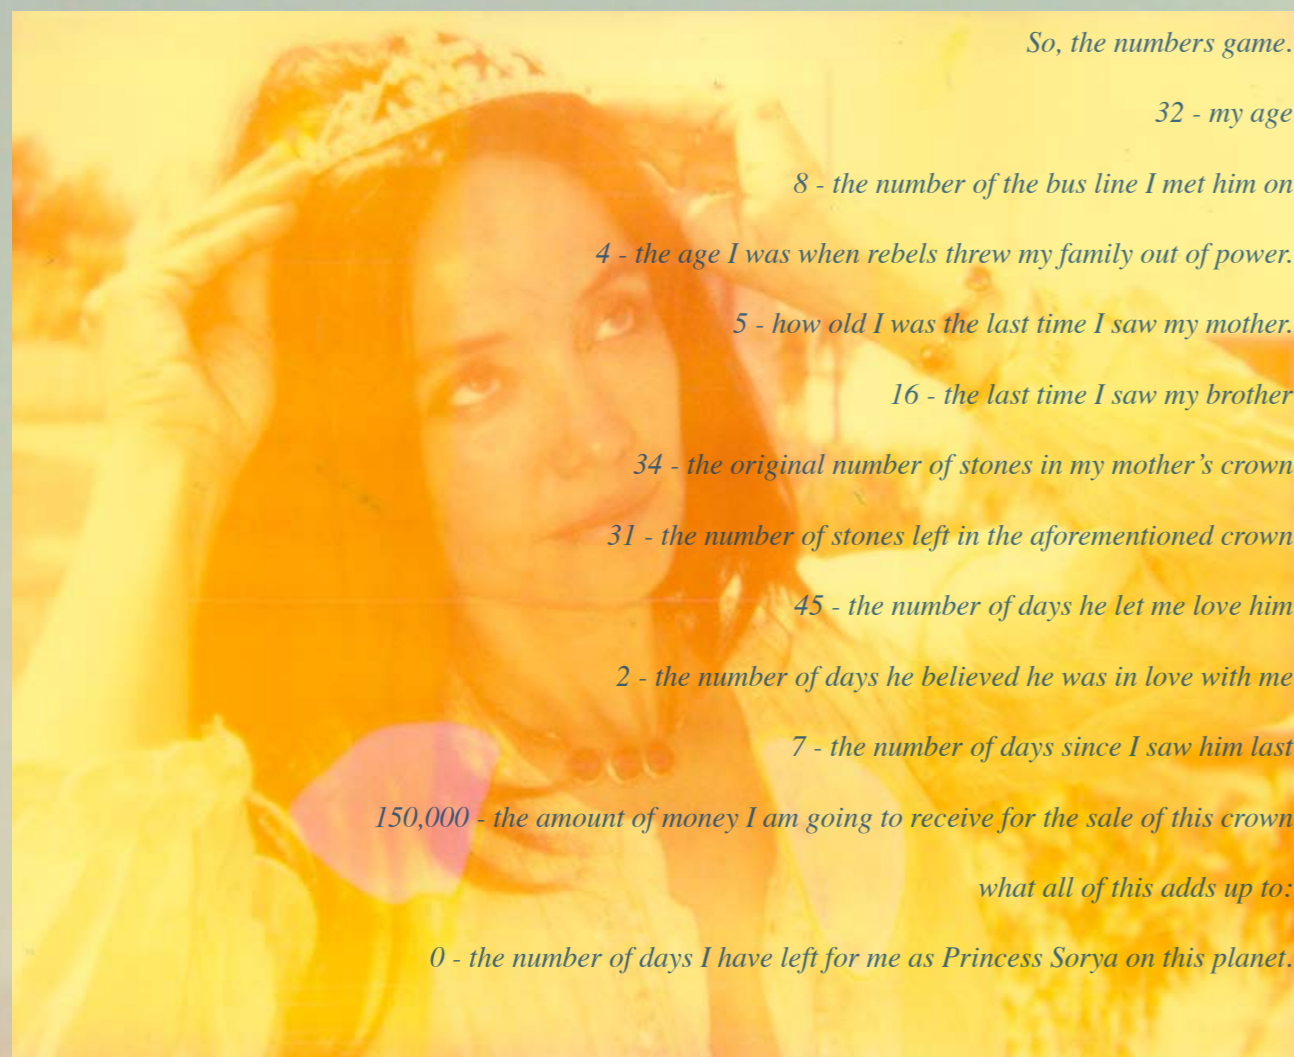 So, the numbers game.
32 - my age
8 - the number of the bus line I met him on
4 - the age I was when rebels threw my family out of power.
5 - how old I was the last time I saw my mother.
16 - the last time I saw my brother
34 - the original number of stones in my mother’s crown
31 - the number of stones left in the aforementioned crown
45 - the number of days he let me love him
2 - the number of days he believed he was in love with me
7 - the number of days since I saw him last
150,000 - the amount of money I am going to receive for the sale of this crown
what all of this adds up to:
0 - the number of days I have left for me as Princess Sorya on this planet.